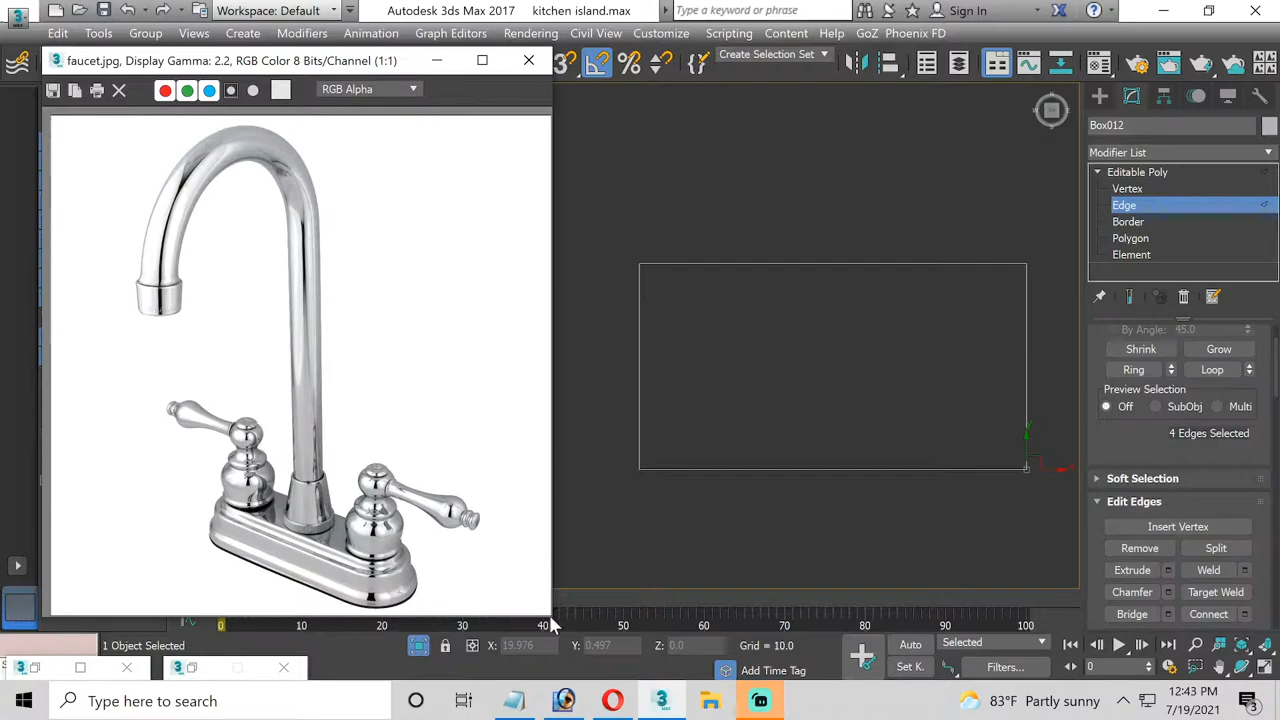 Workspace: Default
Autodesk 3ds Max 2017 kitchen island.max
Type a keyword or phrase
Sign In
Edit Tools Group Views Create Modifiers Animation Graph Editors Rendering Civil View Customize Scripting Content Help GoZ Phoenix FD
faucet.jpg, Display Gamma: 2.2, RGB Color 8 Bits/Channel (1:1)
Create Selection Set
RGB Alpha
Box012
Modifier List
Editable Poly
Vertex
Edge
Border
Polygon
Element
By Angle: 45.0
Shrink Grow
Ring Loop
Preview Selection
Off SubObj Multi
4 Edges Selected
Soft Selection
Edit Edges
Insert Vertex
Remove Split
Extrude Weld
Chamfer Target Weld
Bridge Connect
0 10 20 30 40 50 60 70 80 90 100
1 Object Selected X: 19.976 Y: 0.497 Z: 0.0 Grid = 10.0
Auto Selected
Add Time Tag
Set K. Filters... 0
Type here to search
83°F Partly sunny
12:43 PM
7/19/2021
3